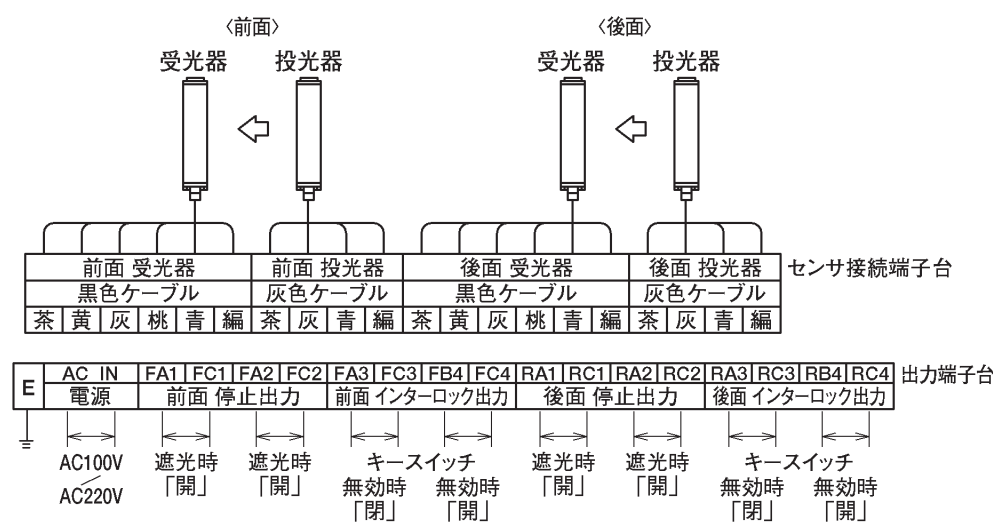 〈前面〉 〈後面〉
受光器 投光器 受光器 投光器
前面 受光器 前面 投光器 後面 受光器 後面 投光器 センサ接続端子台
黒色ケーブル 灰色ケーブル 黒色ケーブル 灰色ケーブル
茶 黄 灰 桃 青 編 茶 灰 青 編 茶 黄 灰 桃 青 編 茶 灰 青 編
E AC IN FA1 FC1 FA2 FC2 FA3 FC3 FB4 FC4 RA1 RC1 RA2 RC2 RA3 RC3 RB4 RC4 出力端子台
電源 前面 停止出力 前面 インターロック出力 後面 停止出力 後面 インターロック出力
AC100V 遮光時 遮光時 キースイッチ 遮光時 遮光時 キースイッチ
/
AC220V 「開」 「開」 無効時 無効時 「開」 「開」 無効時 無効時
「閉」 「開」 「閉」 「開」